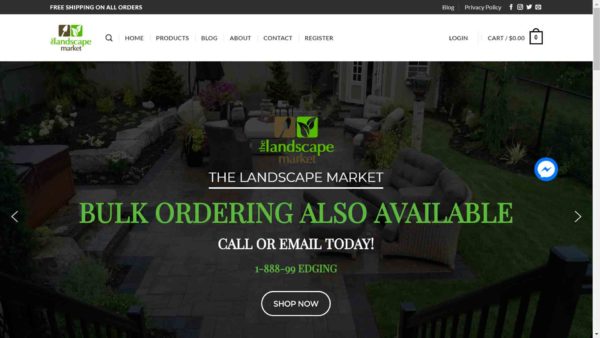 FREE SHIPPING ON ALL ORDERS
Blog
Privacy Policy
the landscape market
HOME
PRODUCTS
BLOG
ABOUT
CONTACT
REGISTER
LOGIN
CART / $0.00
0
the landscape market
THE LANDSCAPE MARKET
BULK ORDERING ALSO AVAILABLE
CALL OR EMAIL TODAY!
1-888-99 EDGING
SHOP NOW